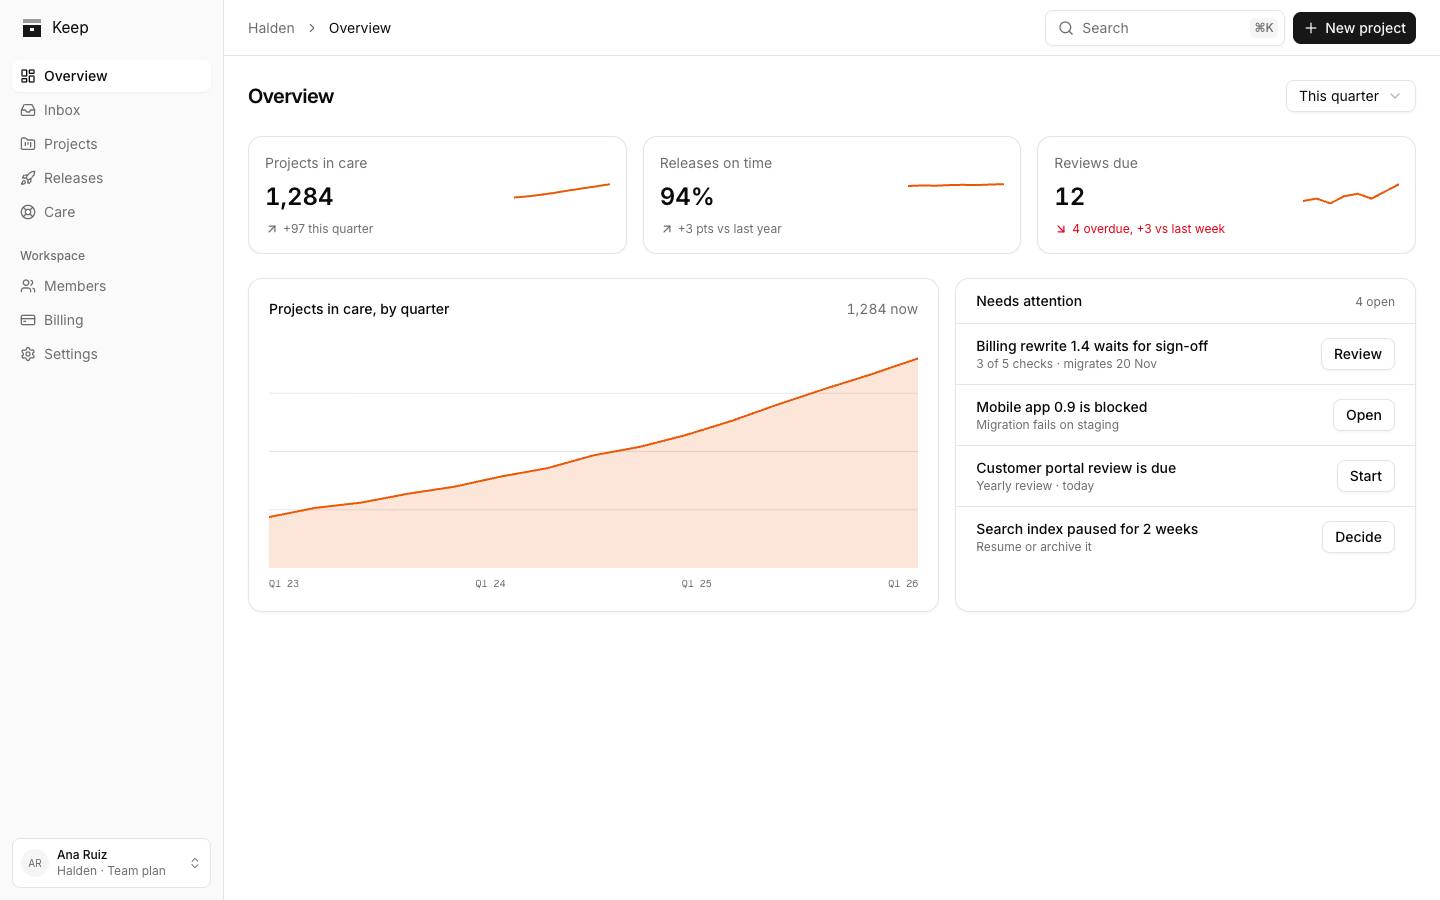 Keep
Overview
Inbox
Projects
Releases
Care
Workspace
Members
Billing
Settings
AR
Ana Ruiz
Halden · Team plan
Halden > Overview
Search ⌘K
New project
Overview
This quarter
Projects in care
1,284
+97 this quarter
Releases on time
94%
+3 pts vs last year
Reviews due
12
4 overdue, +3 vs last week
Projects in care, by quarter
1,284 now
Q1 23
Q1 24
Q1 25
Q1 26
Needs attention
4 open
Billing rewrite 1.4 waits for sign-off
3 of 5 checks · migrates 20 Nov
Review
Mobile app 0.9 is blocked
Migration fails on staging
Open
Customer portal review is due
Yearly review · today
Start
Search index paused for 2 weeks
Resume or archive it
Decide